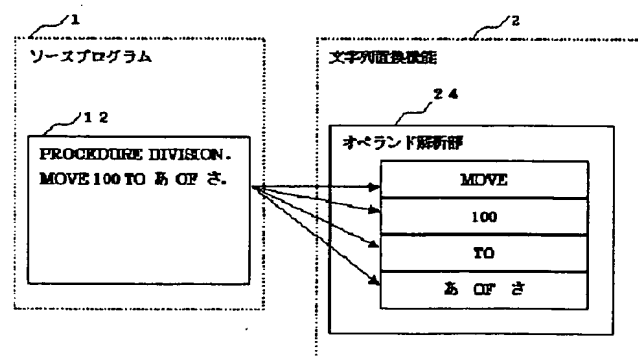 1
ソースプログラム
12
PROCEDURE DIVISION.
MOVE 100 TO あ OF さ.
2
文字列置換機能
24
オペランド解析部
MOVE
100
TO
あ OF さ